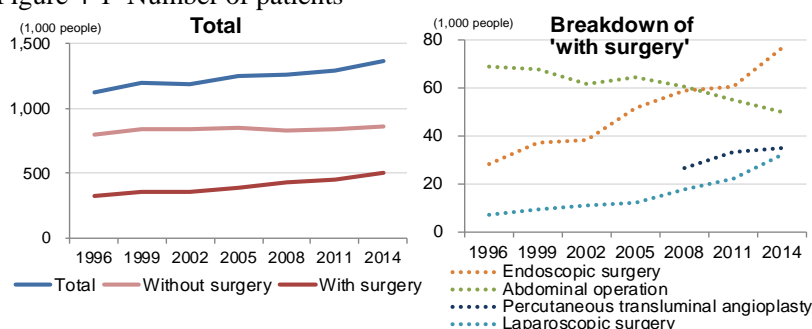 Figure 4-1 Number of patients
(1,000 people)
Total
1,500
1,000
500
0
1996 1999 2002 2005 2008 2011 2014
Total Without surgery With surgery
(1,000 people)
Breakdown of
'with surgery'
80
60
40
20
0
1996 1999 2002 2005 2008 2011 2014
Endoscopic surgery
Abdominal operation
Percutaneous transluminal angioplasty
Laparoscopic surgery